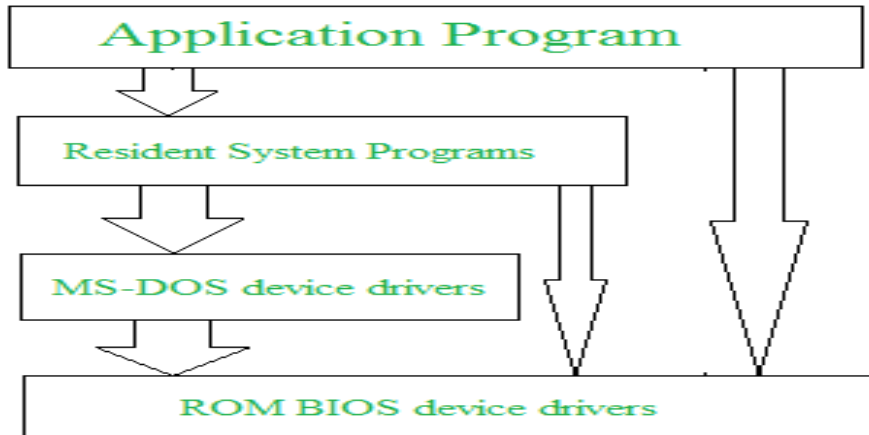 Application Program
Resident System Programs
MS-DOS device drivers
ROM BIOS device drivers